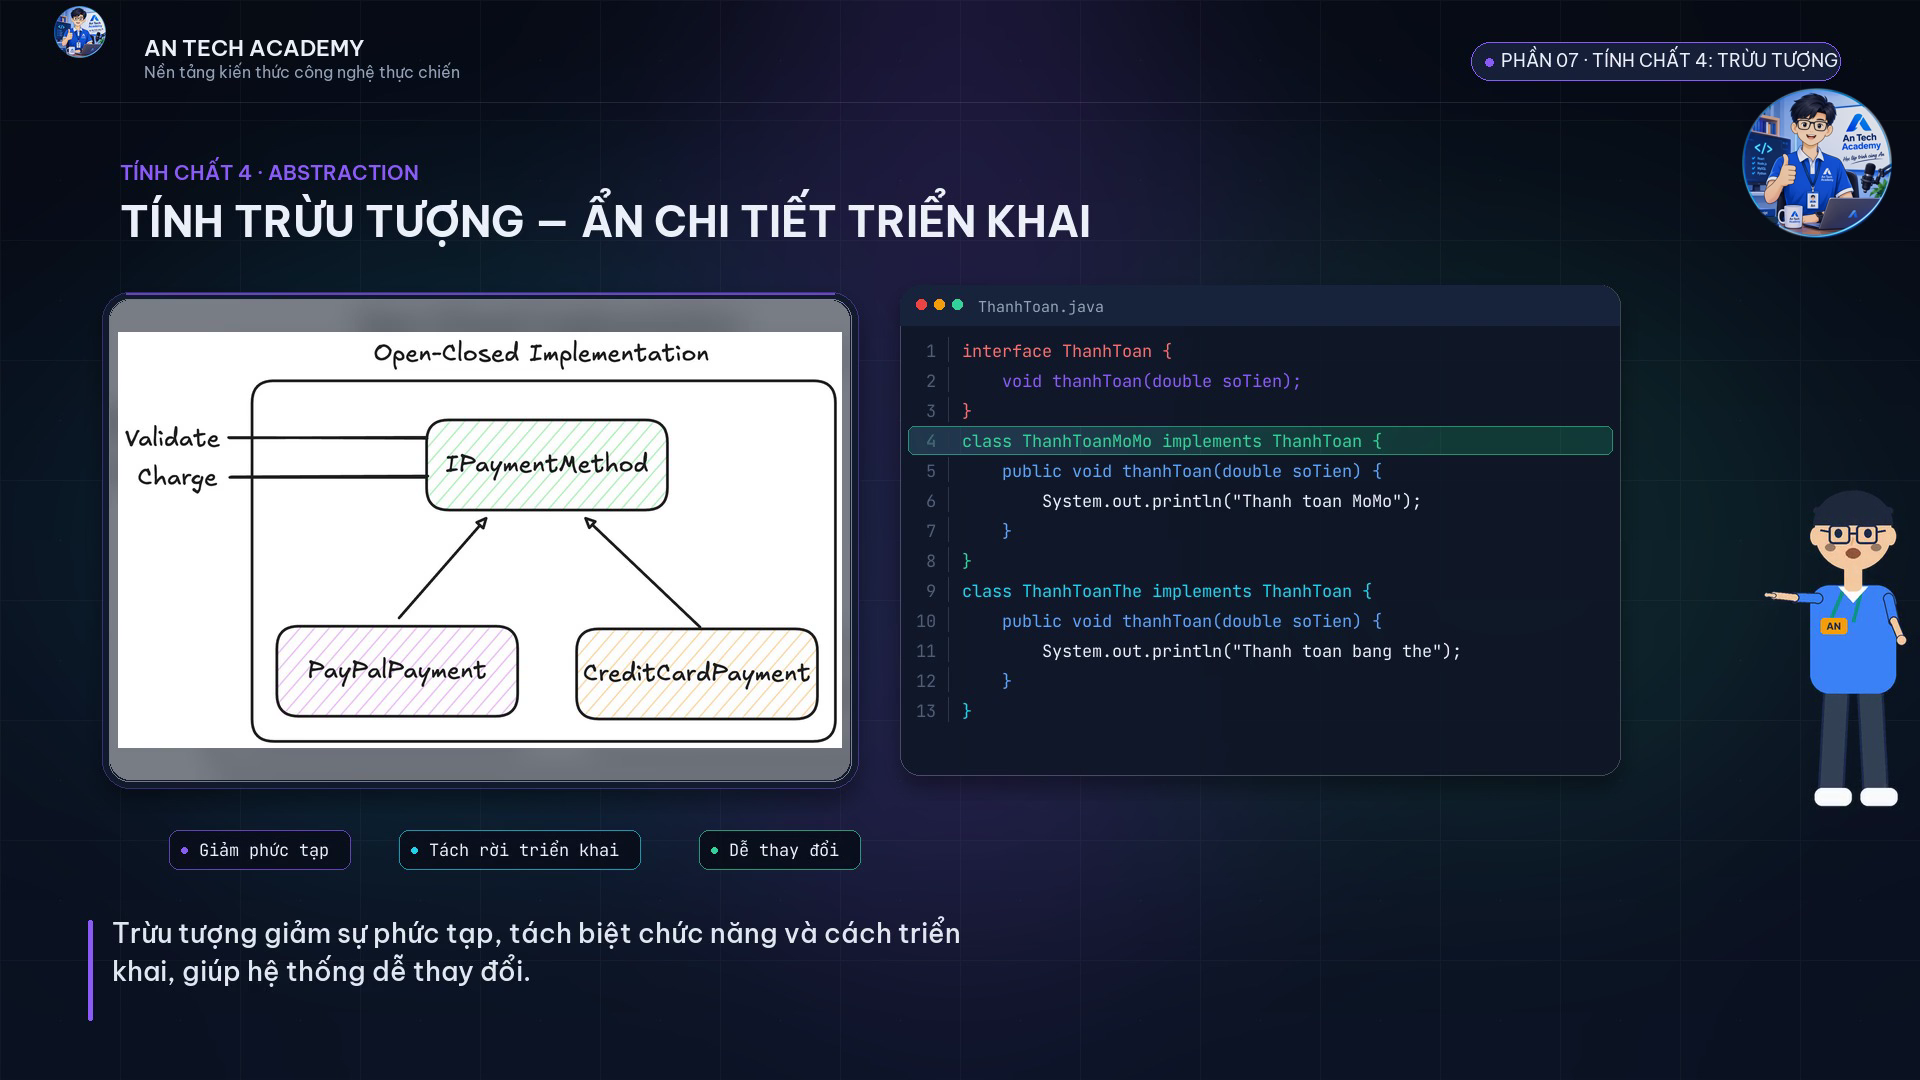 AN TECH ACADEMY
Nền tảng kiến thức công nghệ thực chiến
PHẦN 07 · TÍNH CHẤT 4: TRỪU TƯỢNG
An Tech
Academy
TÍNH CHẤT 4 · ABSTRACTION
TÍNH TRỪU TƯỢNG — ẨN CHI TIẾT TRIỂN KHAI
Open-Closed Implementation
Validate
Charge
IPaymentMethod
PayPalPayment
CreditCardPayment
ThanhToan.java
1 interface ThanhToan {
2     void thanhToan(double soTien);
3 }
4 class ThanhToanMoMo implements ThanhToan {
5     public void thanhToan(double soTien) {
6         System.out.println("Thanh toan MoMo");
7     }
8 }
9 class ThanhToanThe implements ThanhToan {
10     public void thanhToan(double soTien) {
11         System.out.println("Thanh toan bang the");
12     }
13 }
AN
Giảm phức tạp
Tách rời triển khai
Dễ thay đổi
Trừu tượng giảm sự phức tạp, tách biệt chức năng và cách triển
khai, giúp hệ thống dễ thay đổi.